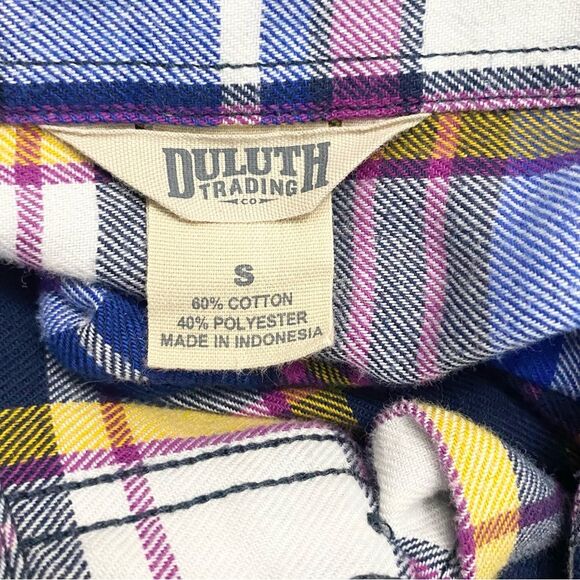 DULUTH
TRADING
CO
S
60% COTTON
40% POLYESTER
MADE IN INDONESIA